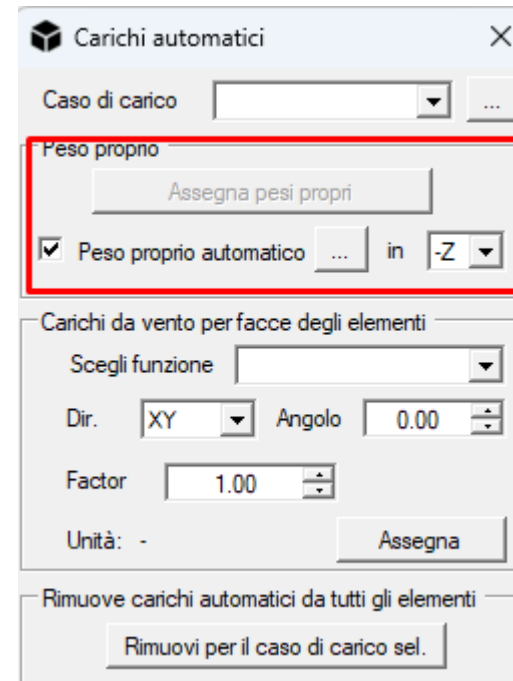 Carichi automatici
Caso di carico ...
Peso proprio
Assegna pesi propri
Peso proprio automatico ... in -Z
Carichi da vento per facce degli elementi
Scegli funzione
Dir. XY Angolo 0.00
Factor 1.00
Unità: - Assegna
Rimuove carichi automatici da tutti gli elementi
Rimuovi per il caso di carico sel.